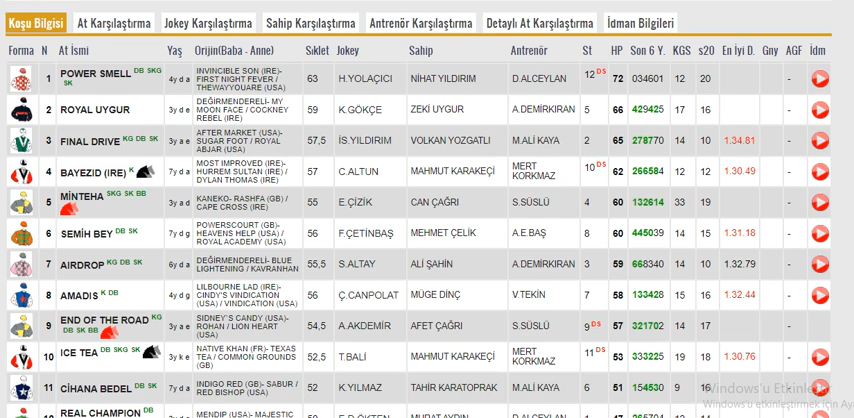 Koşu Bilgisi At Karşılaştırma Jokey Karşılaştırma Sahip Karşılaştırma Antrenör Karşılaştırma Detaylı At Karşılaştırma İdman Bilgileri
Forma N At İsmi Yaş Orijin(Baba - Anne) Sıklet Jokey Sahip Antrenör St HP Son 6 Y. KGS s20 En İyi D. Gny AGF İdm
INVINCIBLE SON (IRE)-
1 POWER SMELL DB SKG SK 4y d a FIRST NIGHT FEVER / 63 H.YOLAÇICI NİHAT YILDIRIM D.ALCEYLAN 12 DS 72 034601 12 20 -
THEWAYYOUARE (USA)
DEĞİRMENDERELİ- MY
2 ROYAL UYGUR 3y d e MOON FACE / COCKNEY 59 K.GÖKÇE ZEKİ UYGUR A.DEMİRKIRAN 5 66 429425 17 16 -
REBEL (IRE)
AFTER MARKET (USA)-
3 FINAL DRIVE KG DB SK 3y a e SUGAR FOOT / ROYAL 57,5 İS.YILDIRIM VOLKAN YOZGATLI M.ALİ KAYA 2 65 278770 14 10 1.34.81 -
ABJAR (USA)
MOST IMPROVED (IRE)-
4 BAYEZID (IRE) K 7y d a HURREM SULTAN (IRE) / 57 C.ALTUN MAHMUT KARAKEÇİ MERT KORKMAZ 10 DS 62 266584 12 12 1.30.49 -
DYLAN THOMAS (IRE)
5 MİNTEHA SKG SK BB 3y a d KANEKO- RASHFA (GB) / 55 E.ÇİZİK CAN ÇAĞRI S.SÜSLÜ 4 60 132614 33 19 -
CAPE CROSS (IRE)
POWERSCOURT (GB)-
6 SEMİH BEY DB SK 7y d g HEAVENS HELP (USA) / 56 F.ÇETİNBAŞ MEHMET ÇELİK A.E.BAŞ 8 60 445039 14 15 1.31.18 -
ROYAL ACADEMY (USA)
7 AIRDROP KG DB SK 6y d a DEĞİRMENDERELİ- BLUE 55,5 S.ALTAY ALİ ŞAHİN A.DEMİRKIRAN 3 59 668340 14 10 1.32.79 -
LIGHTENING / KAVRANHAN
LILBOURNE LAD (IRE)-
8 AMADIS K DB 4y d g CINDY'S VINDICATION 56 Ç.CANPOLAT MÜGE DİNÇ V.TEKİN 7 58 133428 15 16 1.32.44 -
(USA) / VINDICATION (USA)
SIDNEY'S CANDY (USA)-
9 END OF THE ROAD KG DB SK BB 3y a e ROHAN / LION HEART 54,5 A.AKDEMİR AFET ÇAĞRI S.SÜSLÜ 9 DS 57 321702 14 17
(USA)
NATIVE KHAN (FR)- TEXAS
10 ICE TEA DB SKG SK 3y k e TEA / COMMON GROUNDS 52,5 T.BALİ MAHMUT KARAKEÇİ MERT KORKMAZ 11 DS 53 333225 19 18 1.30.76 -
(GB)
11 CİHANA BEDEL DB SK 7y d a INDIGO RED (GB)- SABUR / 52 K.YILMAZ TAHİR KARATOPRAK M.ALİ KAYA 6 51 154530 9 16
RED BISHOP (USA)
Windows'u Etkinleştir
REAL CHAMPION DB MENDIP (USA)- MAJESTIC
Windows'u etkinleştirmek için Ay